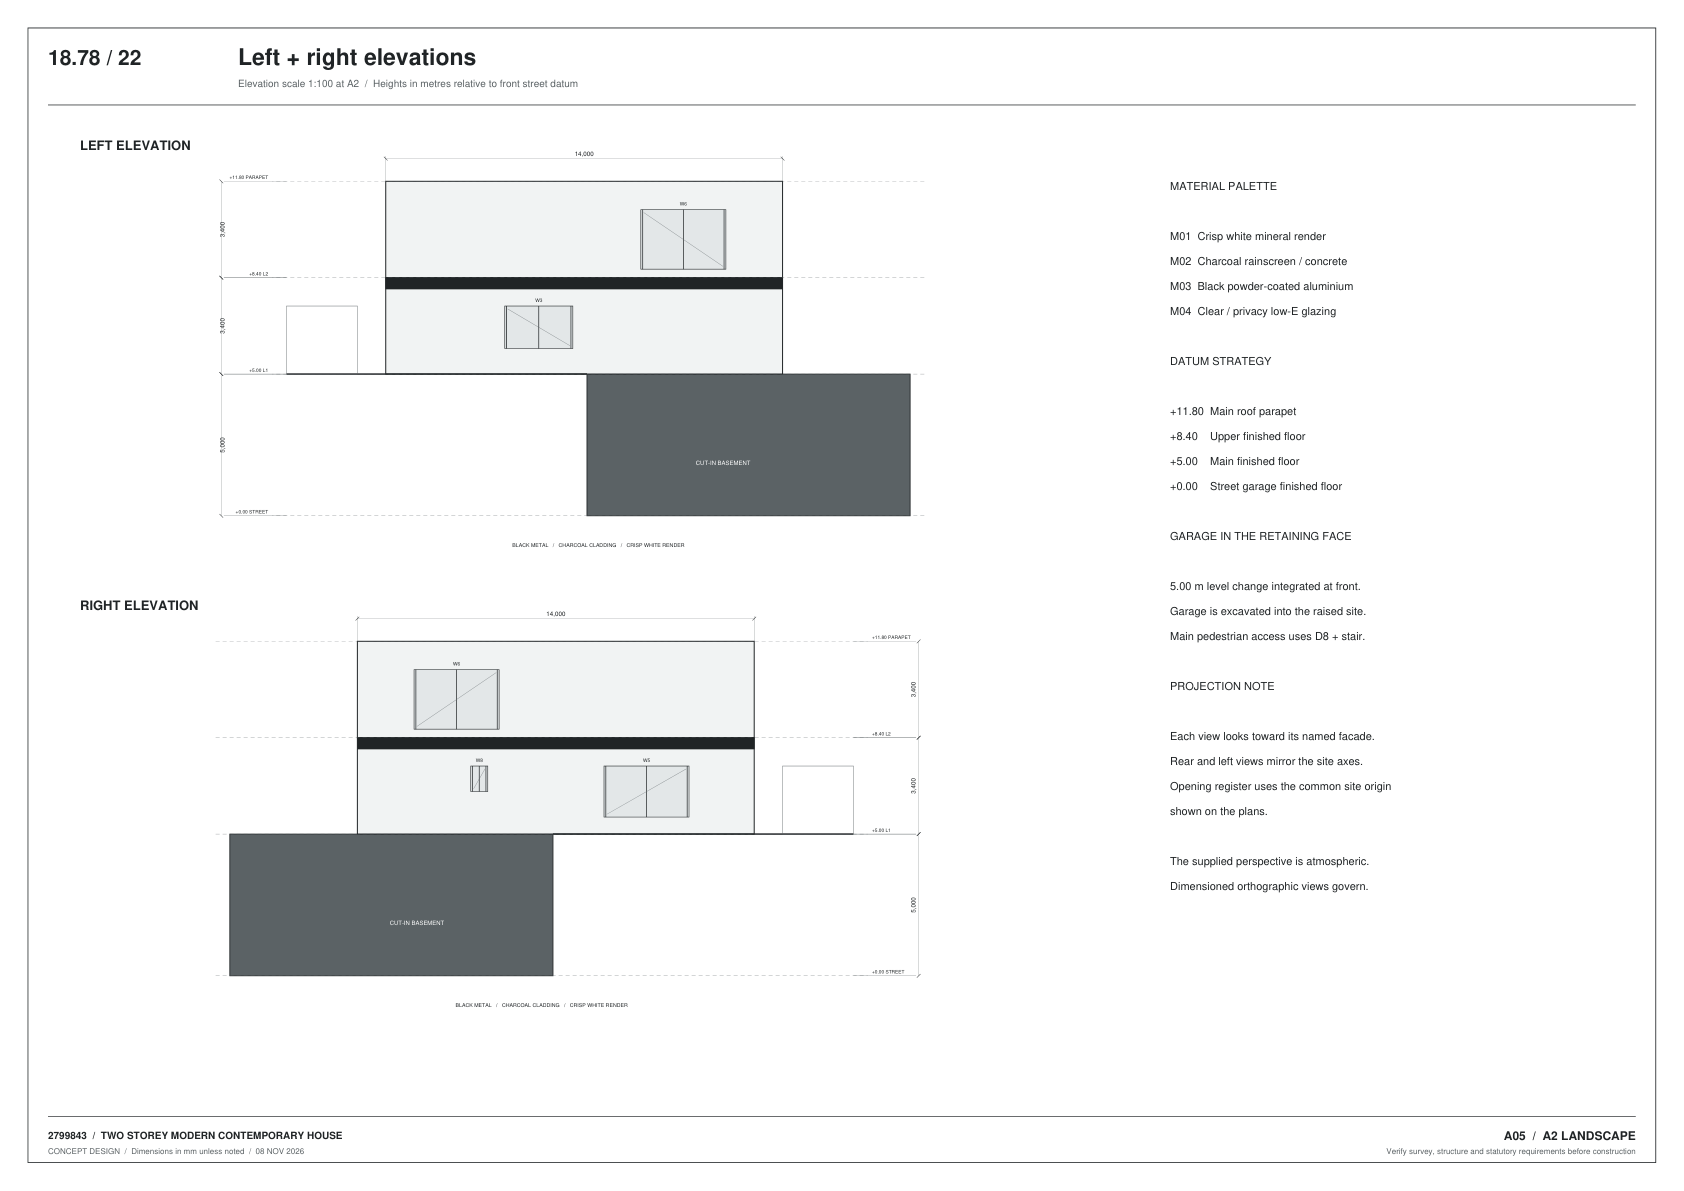 18.78 / 22
Left + right elevations
Elevation scale 1:100 at A2 / Heights in metres relative to front street datum
LEFT ELEVATION
14,000
+11.80 PARAPET
W6
3,400
+8.40 L2
W3
3,400
+5.00 L1
5,000
CUT-IN BASEMENT
+0.00 STREET
BLACK METAL / CHARCOAL CLADDING / CRISP WHITE RENDER
RIGHT ELEVATION
14,000
+11.80 PARAPET
3,400
+8.40 L2
W5
3,400
+5.00 L1
5,000
CUT-IN BASEMENT
+0.00 STREET
BLACK METAL / CHARCOAL CLADDING / CRISP WHITE RENDER
MATERIAL PALETTE
M01 Crisp white mineral render
M02 Charcoal rainscreen / concrete
M03 Black powder-coated aluminium
M04 Clear / privacy low-E glazing
DATUM STRATEGY
+11.80 Main roof parapet
+8.40 Upper finished floor
+5.00 Main finished floor
+0.00 Street garage finished floor
GARAGE IN THE RETAINING FACE
5.00 m level change integrated at front.
Garage is excavated into the raised site.
Main pedestrian access uses D8 + stair.
PROJECTION NOTE
Each view looks toward its named facade.
Rear and left views mirror the site axes.
Opening register uses the common site origin
shown on the plans.
The supplied perspective is atmospheric.
Dimensioned orthographic views govern.
2799843 / TWO STOREY MODERN CONTEMPORARY HOUSE
CONCEPT DESIGN / Dimensions in mm unless noted / 08 NOV 2026
A05 / A2 LANDSCAPE
Verify survey, structure and statutory requirements before construction